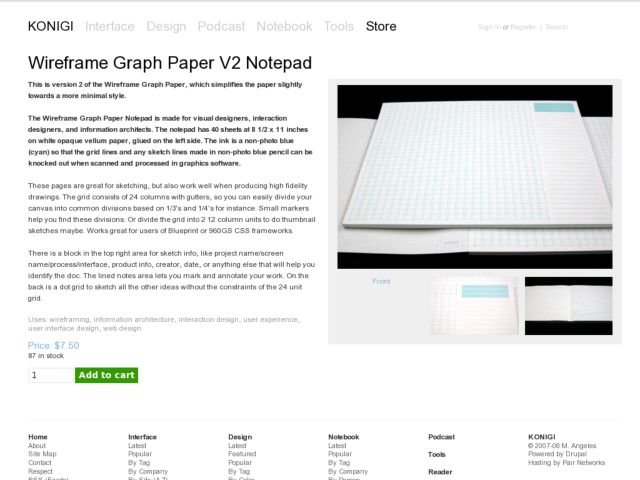 KONIGI Interface Design Podcast Notebook Tools Store
Sign In or Register | Search
Wireframe Graph Paper V2 Notepad
This is version 2 of the Wireframe Graph Paper, which simplifies the paper slightly
towards a more minimal style.
The Wireframe Graph Paper Notepad is made for visual designers, interaction
designers, and information architects. The notepad has 40 sheets at 8 1/2 x 11 inches
on white opaque vellum paper, glued on the left side. The ink is a non-photo blue
(cyan) so that the grid lines and any sketch lines made in non-photo blue pencil can be
knocked out when scanned and processed in graphics software.
These pages are great for sketching, but also work well when producing high fidelity
drawings. The grid consists of 24 columns with gutters, so you can easily divide your
canvas into common divisions based on 1/3's and 1/4's for instance. Small markers
help you find these divisions. Or divide the grid into 2 12 column units to do thumbnail
sketches maybe. Works great for users of Blueprint or 960GS CSS frameworks.
There is a block in the top right area for sketch info, like project name/screen
name/process/interface, product info, creator, date, or anything else that will help you
identify the doc. The lined notes area lets you mark and annotate your work. On the
back is a dot grid to sketch all the other ideas without the constraints of the 24 unit
grid.
Uses: wireframing, information architecture, interaction design, user experience,
user interface design, web design
Price: $7.50
87 in stock
1 Add to cart
Front
Home
About
Site Map
Contact
Respect
RSS (Feeds)
Interface
Latest
Popular
By Tag
By Company
By Site (A-Z)
Design
Latest
Featured
Popular
By Tag
By Color
Notebook
Latest
Popular
By Tag
By Company
By Person
Podcast
Tools
Reader
KONIGI
© 2007-08 M. Angeles
Powered by Drupal
Hosting by Pair Networks